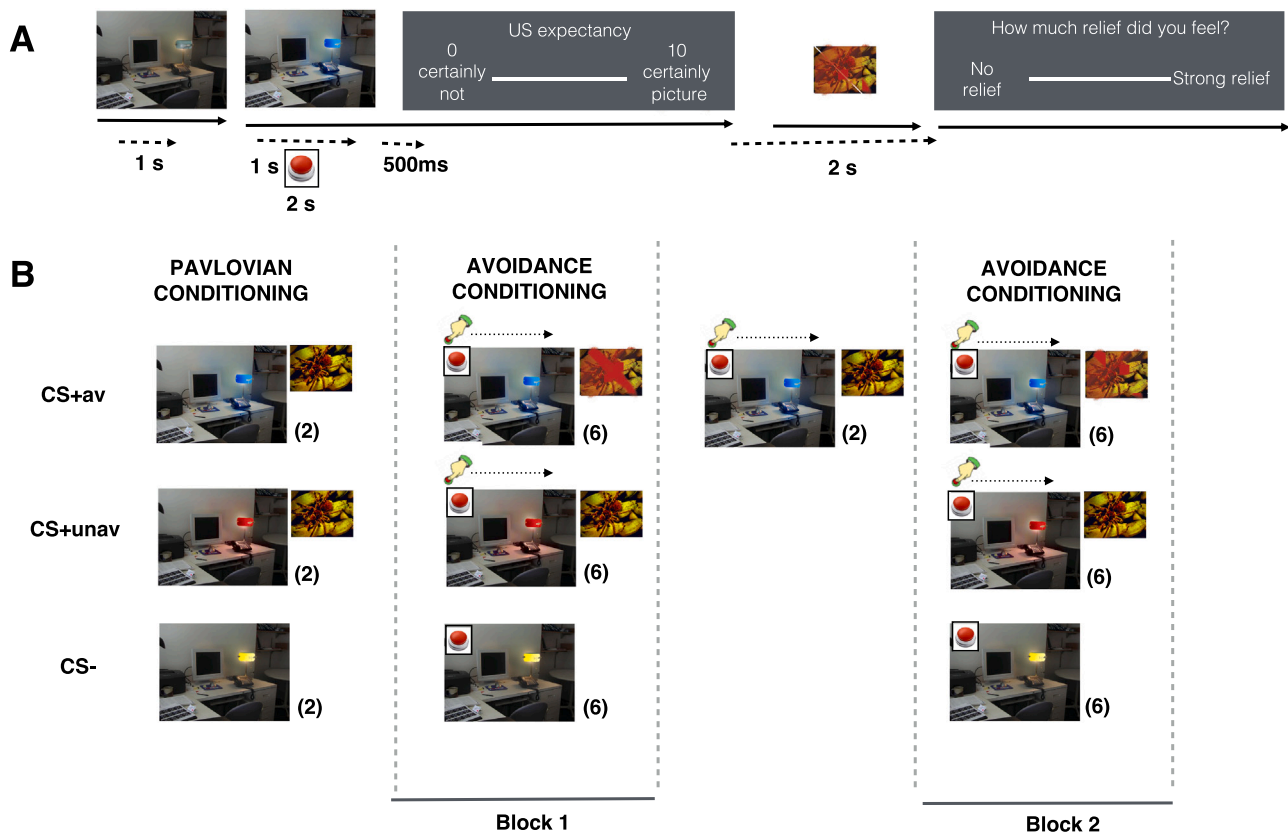 A
US expectancy
0
certainly
not
10
certainly
picture
How much relief did you feel?
No
relief
Strong relief
1 s
1 s
2 s
500ms
2 s
B
PAVLOVIAN
CONDITIONING
AVOIDANCE
CONDITIONING
AVOIDANCE
CONDITIONING
CS+av
(2)
(6)
(2)
(6)
CS+unav
(2)
(6)
(6)
CS-
(2)
(6)
(6)
Block 1
Block 2